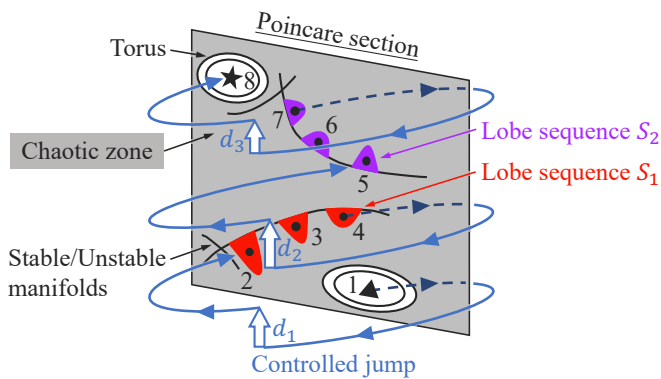 Poincare section
Torus
8
7
6
d₃
Chaotic zone
Lobe sequence S₂
5
Lobe sequence S₁
3
4
d₂
Stable/Unstable
manifolds
2
1
d₁
Controlled jump